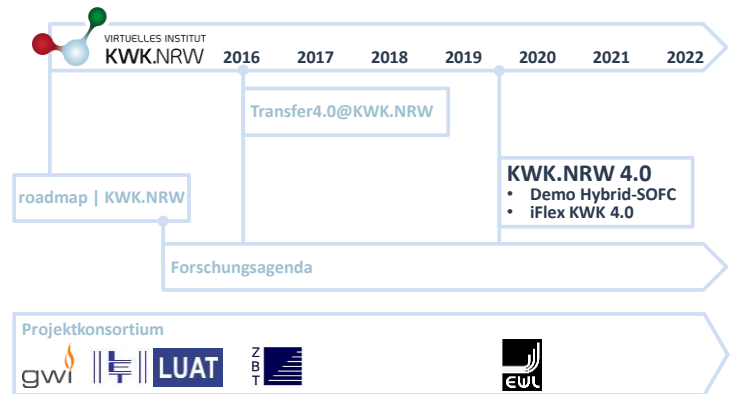 VIRTUELLES INSTITUT
KWK.NRW
2016 2017 2018 2019 2020 2021 2022
Transfer4.0@KWK.NRW
roadmap | KWK.NRW
KWK.NRW 4.0
• Demo Hybrid-SOFC
• iFlex KWK 4.0
Forschungsagenda
Projektkonsortium
gwi
LUAT
ZBT
EWL